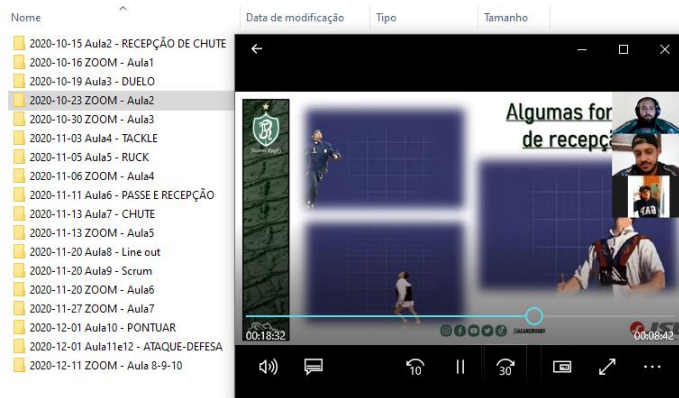 Nome
Data de modificação
Tipo
Tamanho
2020-10-15 Aula2 - RECEPÇÃO DE CHUTE
2020-10-16 ZOOM - Aula1
2020-10-19 Aula3 - DUELO
2020-10-23 ZOOM - Aula2
2020-10-30 ZOOM - Aula3
2020-11-03 Aula4 - TACKLE
2020-11-05 Aula5 - RUCK
2020-11-06 ZOOM - Aula4
2020-11-11 Aula6 - PASSE E RECEPÇÃO
2020-11-13 Aula7 - CHUTE
2020-11-13 ZOOM - Aula5
2020-11-20 Aula8 - Line out
2020-11-20 Aula9 - Scrum
2020-11-20 ZOOM - Aula6
2020-11-27 ZOOM - Aula7
2020-12-01 Aula10 - PONTUAR
2020-12-01 Aula11e12 - ATAQUE-DEFESA
2020-12-11 ZOOM - Aula 8-9-10
Algumas for
de recepçã
00:18:32
00:08:42
10
30